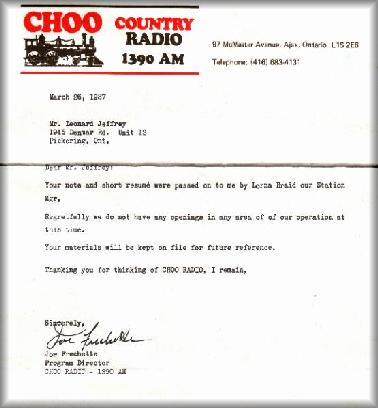 CHOO COUNTRY
RADIO
1390 AM
97 McMaster Avenue, Ajax, Ontario L1S 2E6
Telephone: (416) 683-4131
March 26, 1987
Mr. Leonard Jeffrey
1945 Denmar Rd. Unit 12
Pickering, Ont.
Dear Mr. Jeffrey:
Your note and short resumé were passed on to me by Lorna Braid our Station
Mgr.
Regretfully we do not have any openings in any area of of our operation at
this time.
Your materials will be kept on file for future reference.
Thanking you for thinking of CHOO RADIO, I remain,
Sincerely,
Joe
Program Director
CHOO RADIO - 1390 AM